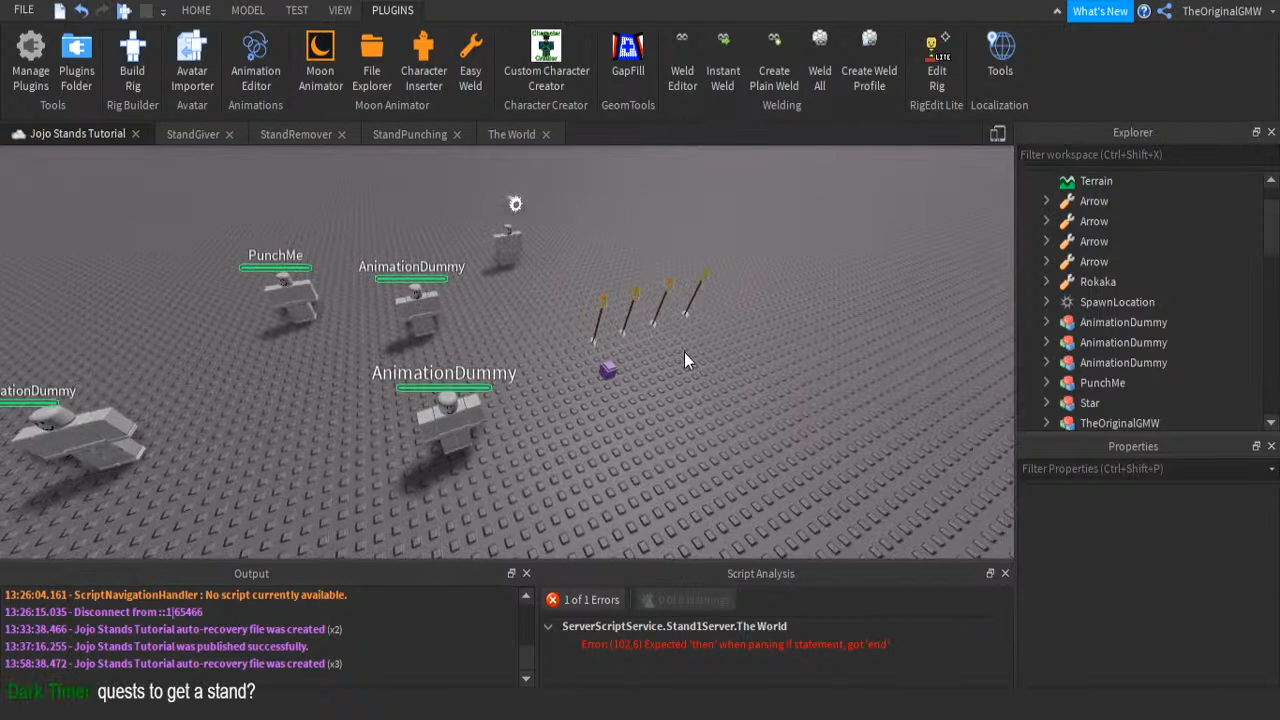 FILE HOME MODEL TEST VIEW PLUGINS What's New TheOriginalGMW
Manage Plugins Build Avatar Animation Moon File Character Easy Custom Character GapFill Weld Instant Create Weld Create Weld Edit Tools
Plugins Folder Rig Importer Editor Animator Explorer Inserter Weld Creator Editor Weld Plain Weld All Profile Rig
Tools Rig Builder Avatar Animations Moon Animator Character Creator GeomTools Welding RigEdit Lite Localization
Jojo Stands Tutorial StandGiver StandRemover StandPunching The World
Explorer
Filter workspace (Ctrl+Shift+X)
Terrain
Arrow
Arrow
Arrow
Arrow
Rokaka
SpawnLocation
AnimationDummy
AnimationDummy
AnimationDummy
PunchMe
Star
TheOriginalGMW
Properties
Filter Properties (Ctrl+Shift+P)
PunchMe
AnimationDummy
AnimationDummy
ationDummy
Output
13:26:04.161 - ScriptNavigationHandler : No script currently available.
13:26:15.035 - Disconnect from ::1|65466
13:33:38.466 - Jojo Stands Tutorial auto-recovery file was created (x2)
13:37:16.255 - Jojo Stands Tutorial was published successfully.
13:58:38.472 - Jojo Stands Tutorial auto-recovery file was created (x3)
Script Analysis
1 of 1 Errors
ServerScriptService.Stand1Server.The World
Error: (102,6) Expected 'then' when parsing if statement, got 'end'
Dark Timer quests to get a stand?